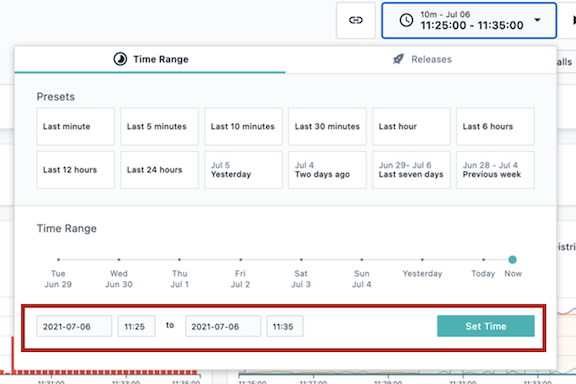 10m - Jul 06
11:25:00 - 11:35:00
Time Range
Releases
alls
Presets
Last minute
Last 5 minutes
Last 10 minutes
Last 30 minutes
Last hour
Last 6 hours
Last 12 hours
Last 24 hours
Jul 5
Yesterday
Jul 4
Two days ago
Jun 29- Jul 6
Last seven days
Jun 28 - Jul 4
Previous week
Time Range
Tue
Jun 29
Wed
Jun 30
Thu
Jul 1
Fri
Jul 2
Sat
Jul 3
Sun
Jul 4
Yesterday
Today
Now
istri
2021-07-06
11:25
to
2021-07-06
11:35
Set Time
11:31:00
11:33:00
11:35:00
11:25:00
11:27:00
11:29:00
11:31:00
11:33:00